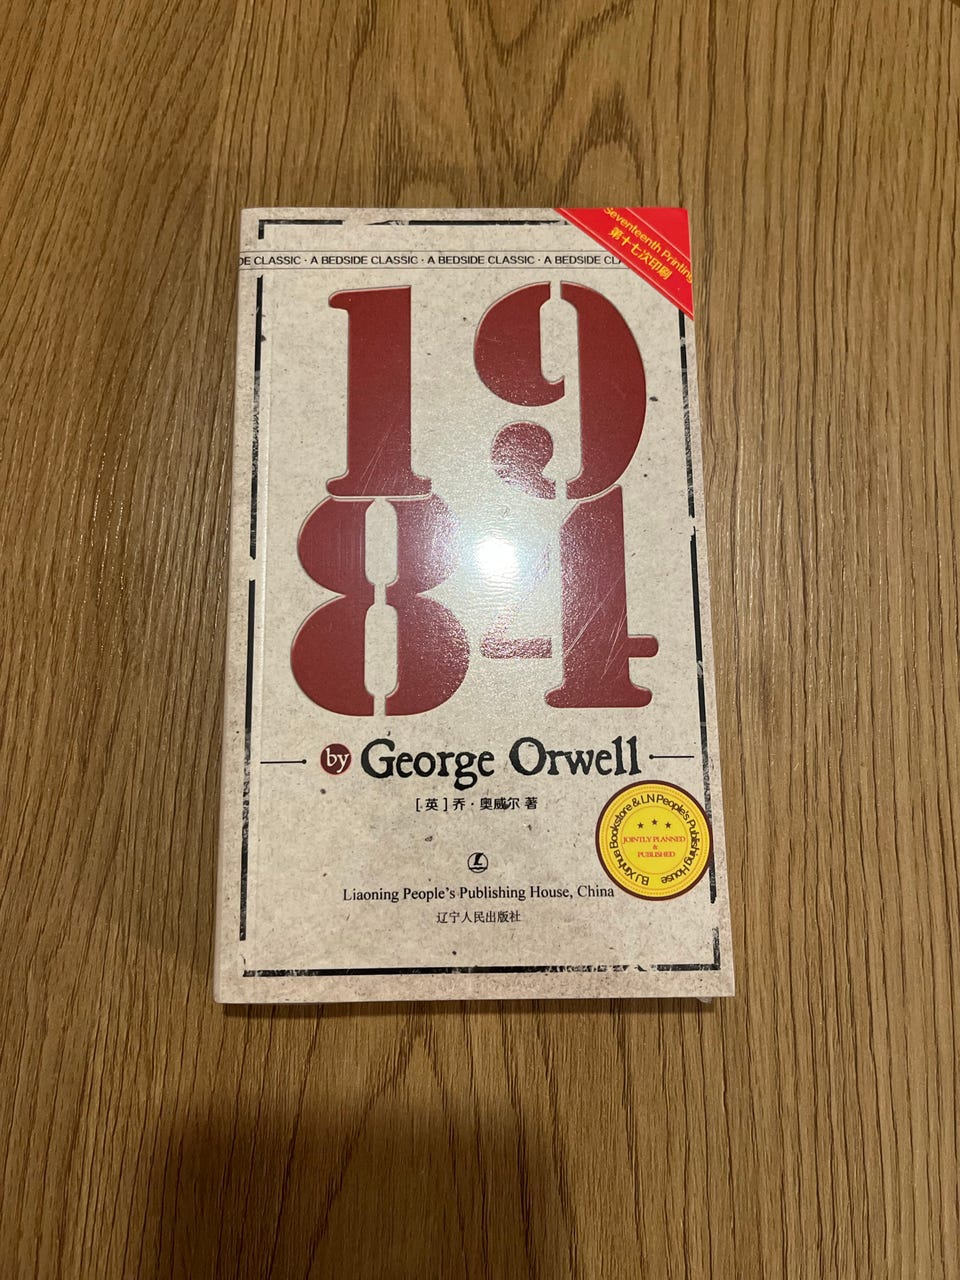 Seventeenth Printing
第十七次印刷
DE CLASSIC · A BEDSIDE CLASSIC · A BEDSIDE CLASSIC · A BEDSIDE CLA
19
84
by George Orwell
[英] 乔·奥威尔 著
BJ Xinhua Bookstore & LN People's Publishing House
JOINTLY PLANNED
&
PUBLISHED
L
Liaoning People's Publishing House, China
辽宁人民出版社